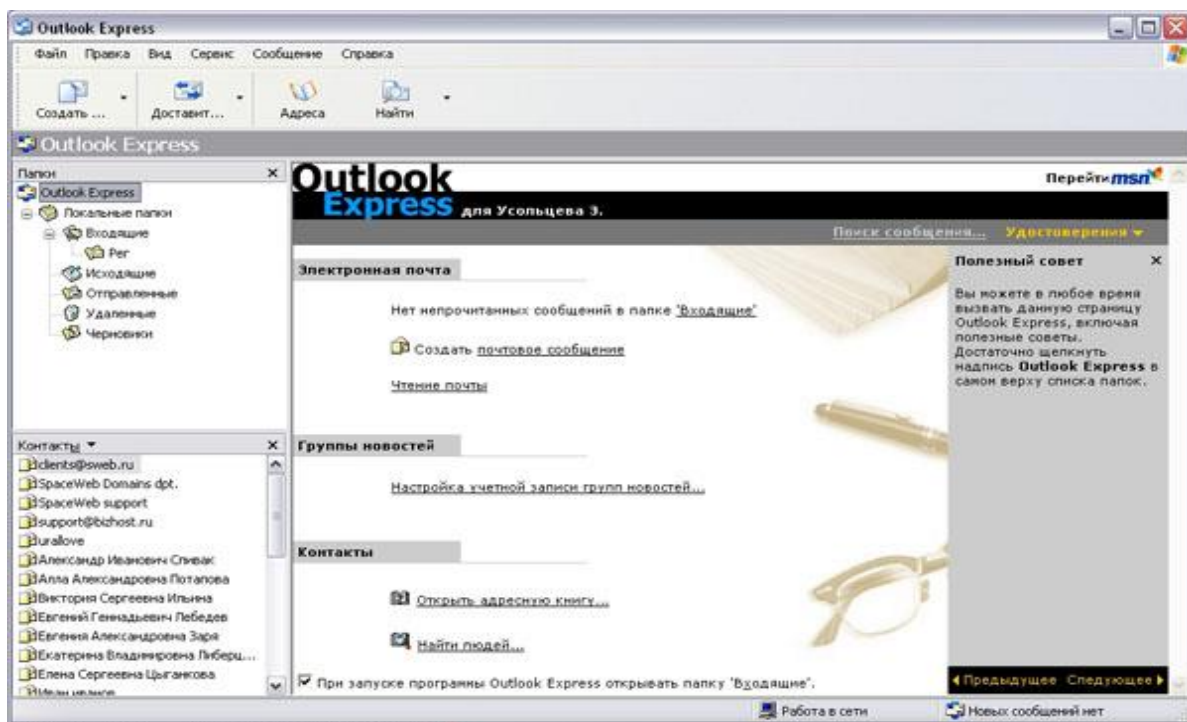 Outlook Express
Файл Правка Вид Сервис Сообщение Справка
Создать ... Доставит... Адреса Найти
Outlook Express
Папки
Outlook Express
Локальные папки
Входящие
Рег
Исходящие
Отправленные
Удаленные
Черновики
Контакты
clients@sweb.ru
SpaceWeb Domains dpt.
SpaceWeb support
support@bizhost.ru
urallove
Александр Иванович Спивак
Алла Александровна Потапова
Виктория Сергеевна Ильина
Евгений Геннадьевич Лебедев
Евгения Александровна Заря
Екатерина Владимировна Либерц...
Елена Сергеевна Цыганкова
Иван иванов
Outlook
Express для Усольцева З.
Перейти msn
Поиск сообщения... Удостоверения
Электронная почта
Нет непрочитанных сообщений в папке 'Входящие'
Создать почтовое сообщение
Чтение почты
Группы новостей
Настройка учетной записи групп новостей...
Контакты
Открыть адресную книгу...
Найти людей...
При запуске программы Outlook Express открывать папку 'Входящие'.
Полезный совет
Вы можете в любое время
вызвать данную страницу
Outlook Express, включая
полезные советы.
Достаточно щелкнуть
надпись Outlook Express в
самом верху списка папок.
Предыдущее Следующее
Работа в сети
Новых сообщений нет